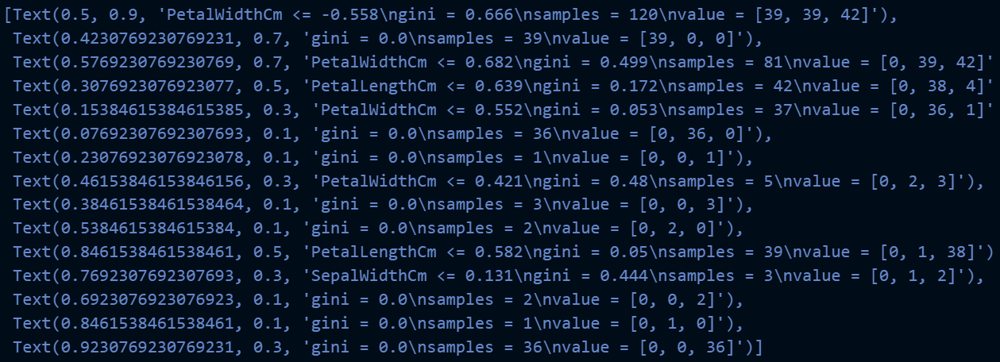 [Text(0.5, 0.9, 'PetalWidthCm <= -0.558\ngini = 0.666\nsamples = 120\nvalue = [39, 39, 42]'),
Text(0.4230769230769231, 0.7, 'gini = 0.0\nsamples = 39\nvalue = [39, 0, 0]'),
Text(0.5769230769230769, 0.7, 'PetalWidthCm <= 0.682\ngini = 0.499\nsamples = 81\nvalue = [0, 39, 42]'
Text(0.3076923076923077, 0.5, 'PetalLengthCm <= 0.639\ngini = 0.172\nsamples = 42\nvalue = [0, 38, 4]'
Text(0.15384615384615385, 0.3, 'PetalWidthCm <= 0.552\ngini = 0.053\nsamples = 37\nvalue = [0, 36, 1]'
Text(0.07692307692307693, 0.1, 'gini = 0.0\nsamples = 36\nvalue = [0, 36, 0]'),
Text(0.23076923076923078, 0.1, 'gini = 0.0\nsamples = 1\nvalue = [0, 0, 1]'),
Text(0.46153846153846156, 0.3, 'PetalWidthCm <= 0.421\ngini = 0.48\nsamples = 5\nvalue = [0, 2, 3]'),
Text(0.38461538461538464, 0.1, 'gini = 0.0\nsamples = 3\nvalue = [0, 0, 3]'),
Text(0.5384615384615384, 0.1, 'gini = 0.0\nsamples = 2\nvalue = [0, 2, 0]'),
Text(0.8461538461538461, 0.5, 'PetalLengthCm <= 0.582\ngini = 0.05\nsamples = 39\nvalue = [0, 1, 38]')
Text(0.7692307692307693, 0.3, 'SepalWidthCm <= 0.131\ngini = 0.444\nsamples = 3\nvalue = [0, 1, 2]'),
Text(0.6923076923076923, 0.1, 'gini = 0.0\nsamples = 2\nvalue = [0, 0, 2]'),
Text(0.8461538461538461, 0.1, 'gini = 0.0\nsamples = 1\nvalue = [0, 1, 0]'),
Text(0.9230769230769231, 0.3, 'gini = 0.0\nsamples = 36\nvalue = [0, 0, 36]')]